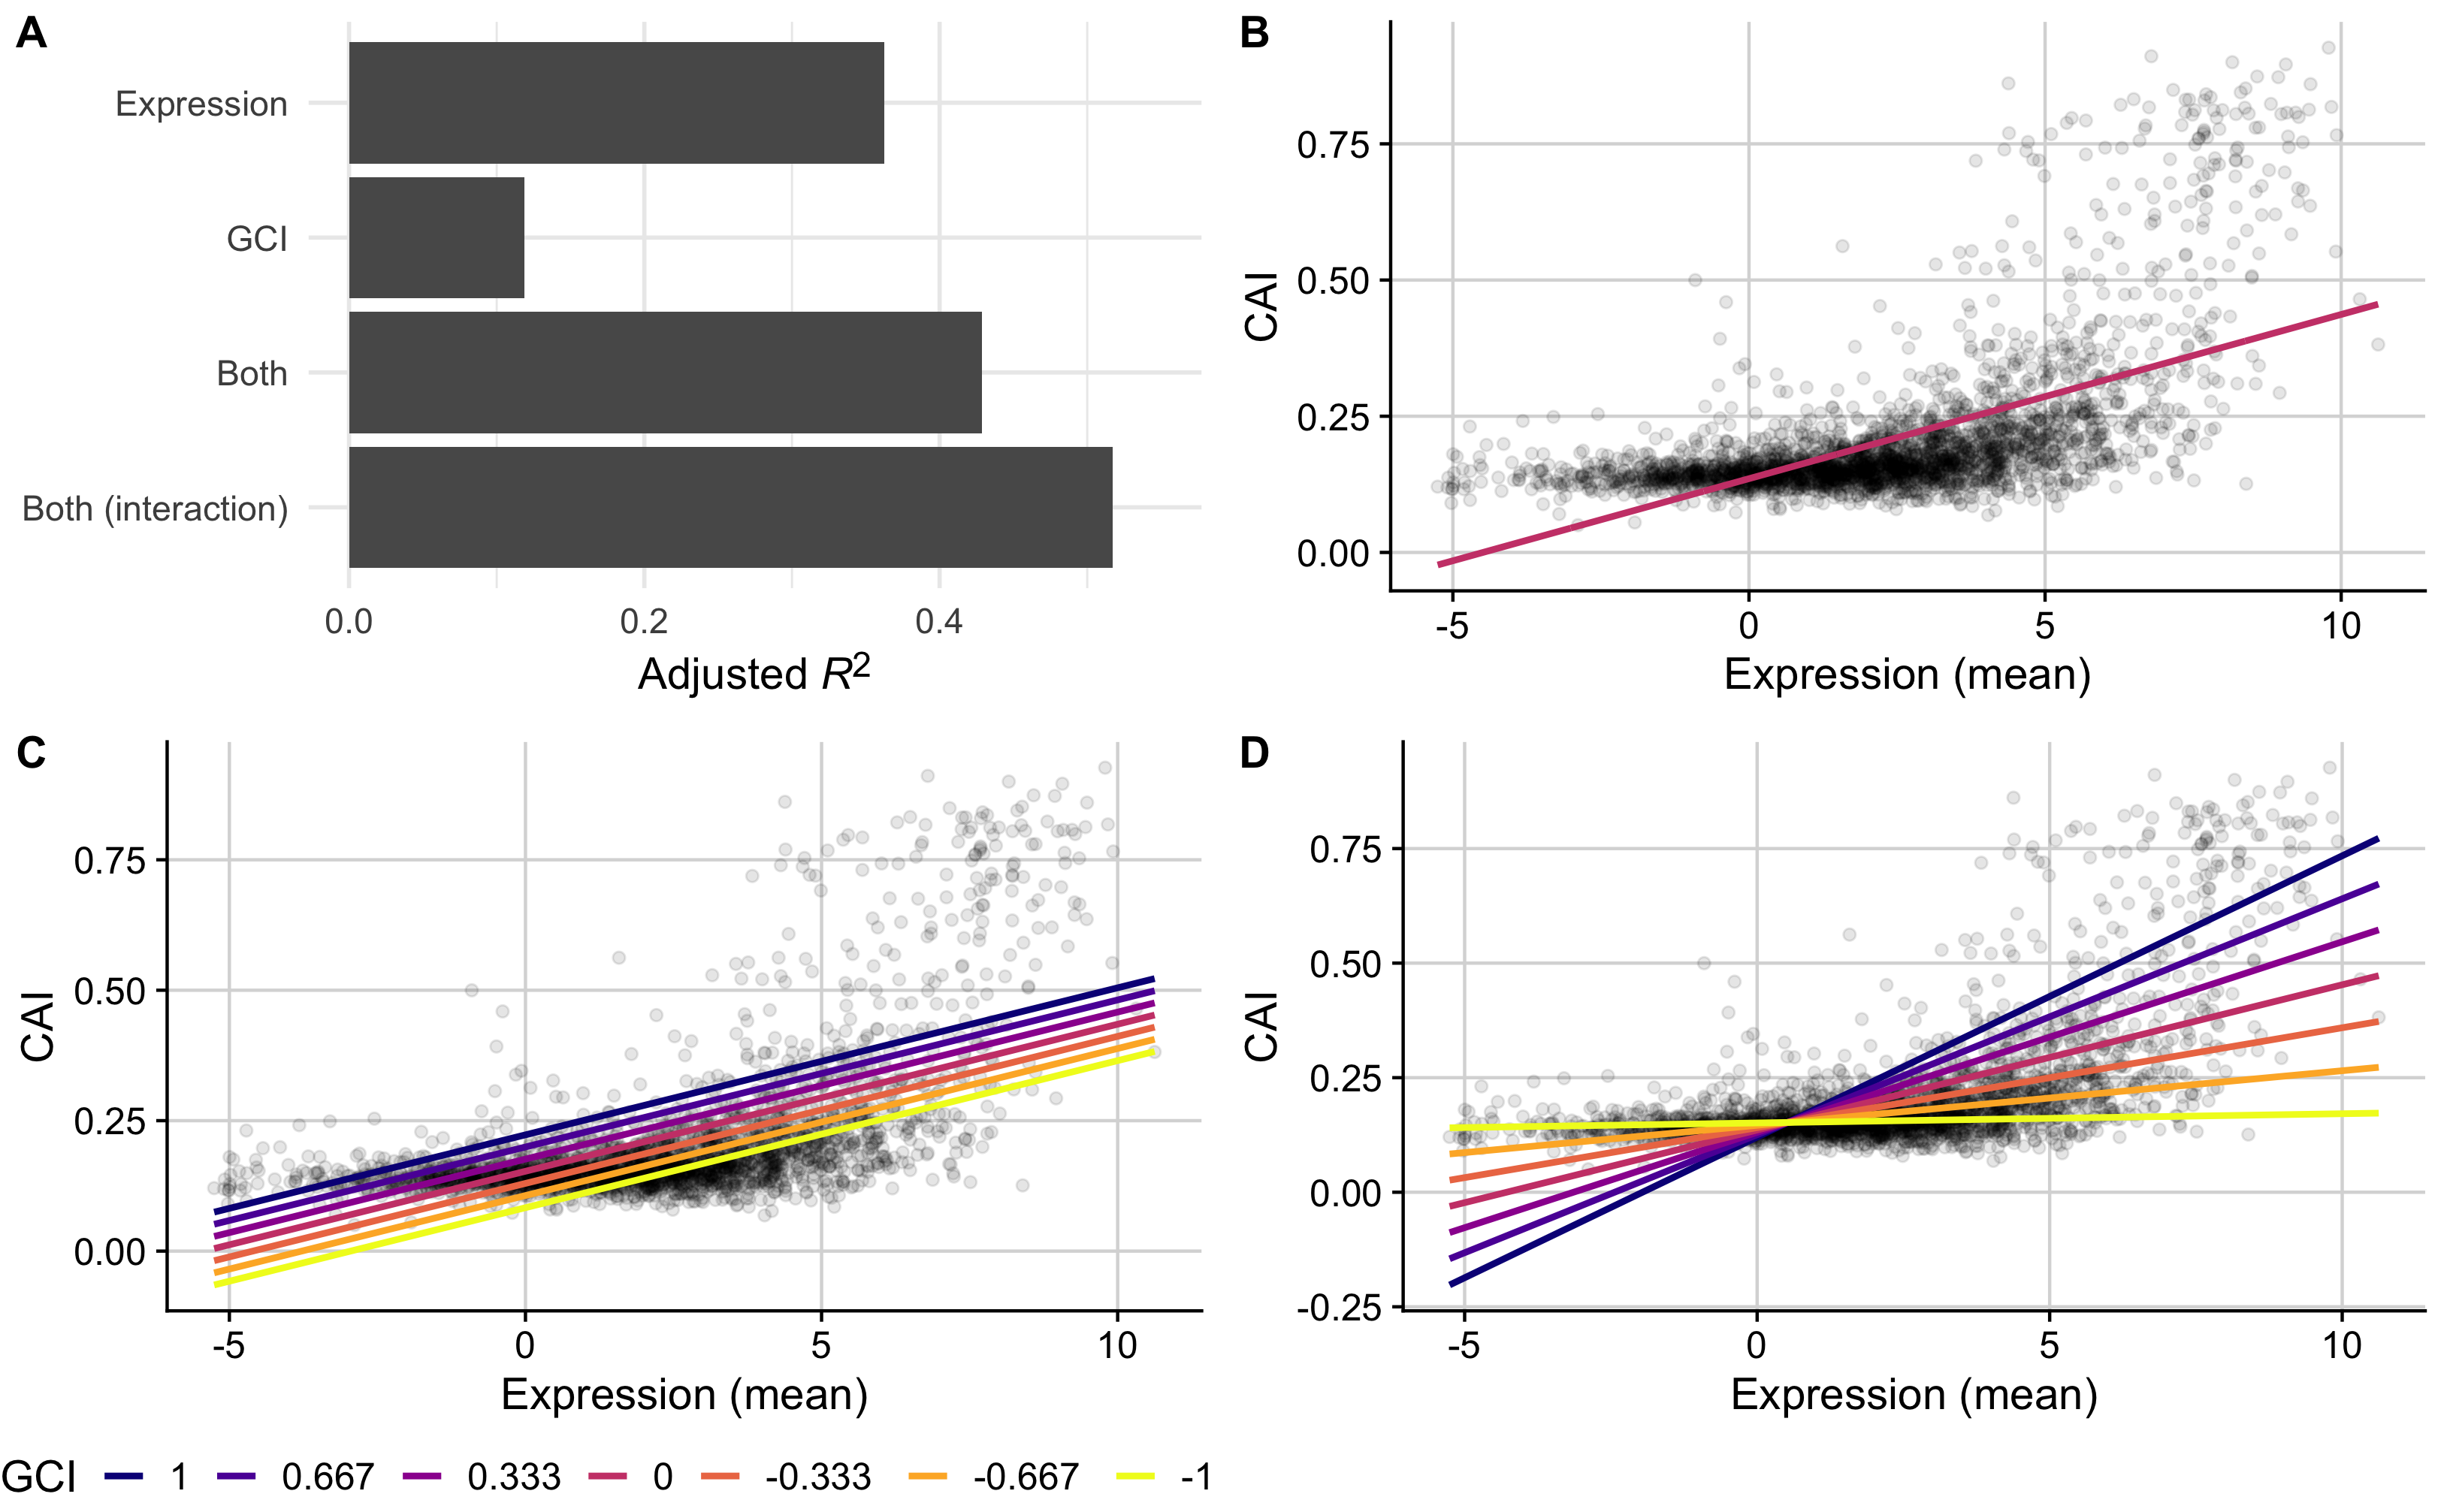 A
Expression
GCI
Both
Both (interaction)
0.0 0.2 0.4
Adjusted R²
B
CAI
0.75
0.50
0.25
0.00
-5 0 5 10
Expression (mean)
C
CAI
0.75
0.50
0.25
0.00
-5 0 5 10
Expression (mean)
D
CAI
0.75
0.50
0.25
0.00
-0.25
-5 0 5 10
Expression (mean)
GCI 1 0.667 0.333 0 -0.333 -0.667 -1